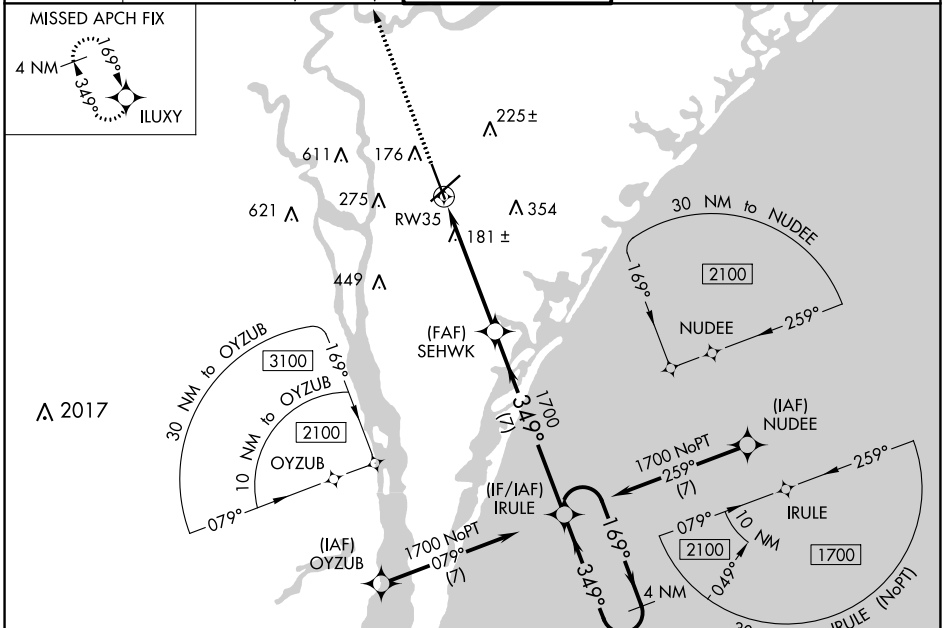 MISSED APCH FIX
4 NM
169°
349°
ILUXY
225±
611
176
275
621
RW35
354
181 ±
449
30 NM to NUDEE
2100
169°
259°
NUDEE
(FAF)
SEHWK
30 NM to OYZUB
3100
169°
10 NM to OYZUB
2100
OYZUB
079°
2017
1700
349°
(7)
(IAF)
NUDEE
1700 NoPT
259°
(7)
(IF/IAF)
IRULE
(IAF)
OYZUB
1700 NoPT
079°
(7)
169°
349°
4 NM
259°
079°
IRULE
10 NM
2100
1700
049°
IRULE (NoPT)